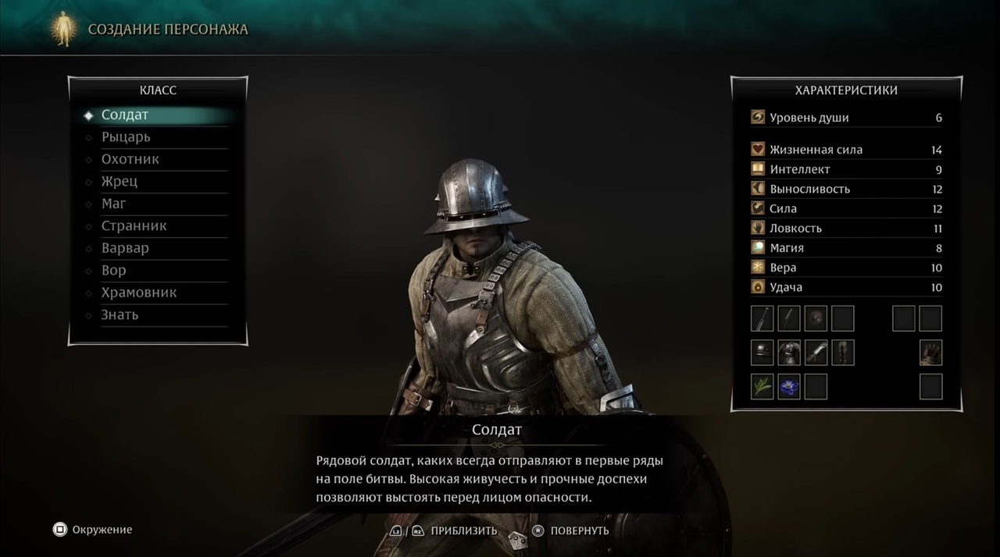 СОЗДАНИЕ ПЕРСОНАЖА
КЛАСС
Солдат
Рыцарь
Охотник
Жрец
Маг
Странник
Варвар
Вор
Храмовник
Знать
ХАРАКТЕРИСТИКИ
Уровень души 6
Жизненная сила 14
Интеллект 9
Выносливость 12
Сила 12
Ловкость 11
Магия 8
Вера 10
Удача 10
Солдат
Рядовой солдат, каких всегда отправляют в первые ряды
на поле битвы. Высокая живучесть и прочные доспехи
позволяют выстоять перед лицом опасности.
Окружение
L2 / R2 ПРИБЛИЗИТЬ R ПОВЕРНУТЬ